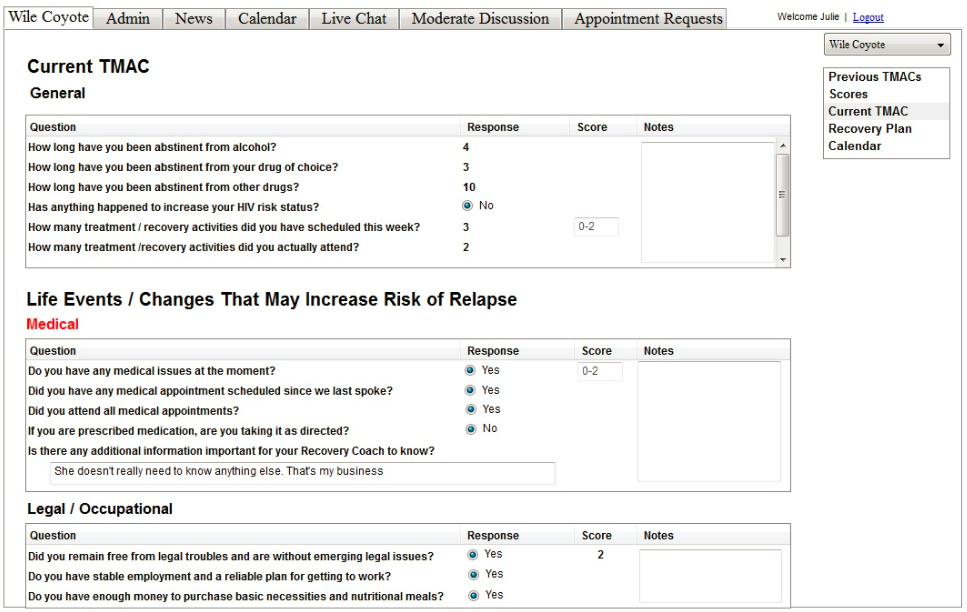 Wile Coyote Admin News Calendar Live Chat Moderate Discussion Appointment Requests Welcome Julie | Logout
Wile Coyote
Current TMAC
General
Previous TMACs
Scores
Current TMAC
Recovery Plan
Calendar
Question Response Score Notes
How long have you been abstinent from alcohol? 4
How long have you been abstinent from your drug of choice? 3
How long have you been abstinent from other drugs? 10
Has anything happened to increase your HIV risk status? No
How many treatment / recovery activities did you have scheduled this week? 3 0-2
How many treatment /recovery activities did you actually attend? 2
Life Events / Changes That May Increase Risk of Relapse
Medical
Question Response Score Notes
Do you have any medical issues at the moment? Yes 0-2
Did you have any medical appointment scheduled since we last spoke? Yes
Did you attend all medical appointments? Yes
If you are prescribed medication, are you taking it as directed? No
Is there any additional information important for your Recovery Coach to know?
She doesn't really need to know anything else. That's my business
Legal / Occupational
Question Response Score Notes
Did you remain free from legal troubles and are without emerging legal issues? Yes 2
Do you have stable employment and a reliable plan for getting to work? Yes
Do you have enough money to purchase basic necessities and nutritional meals? Yes